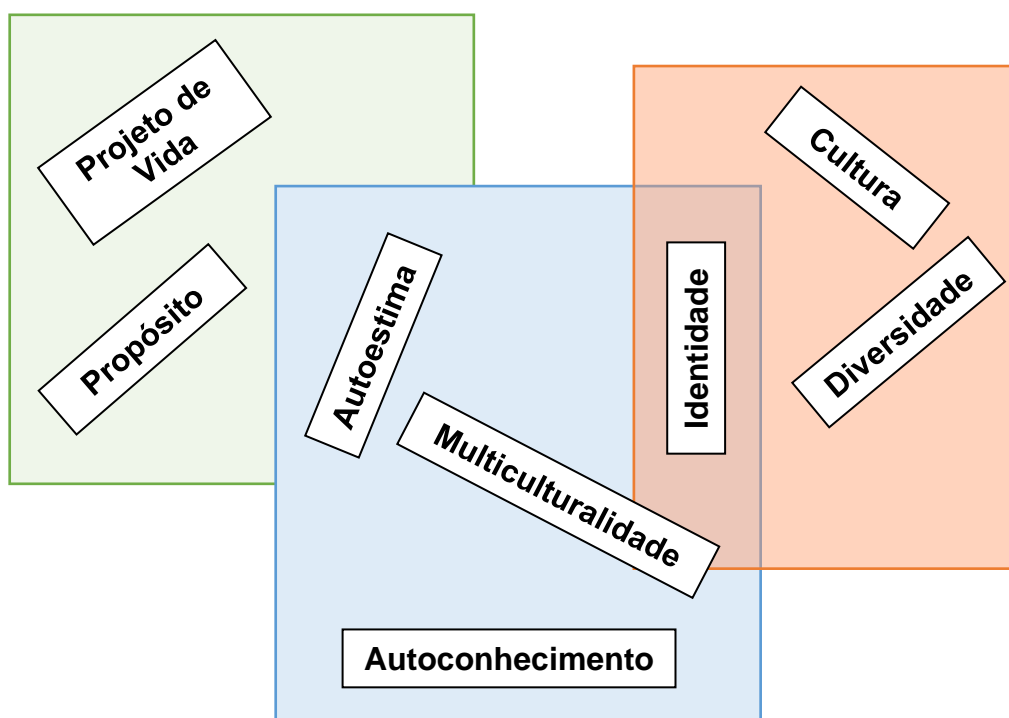 Projeto de
Vida
Propósito
Autoestima
Multiculturalidade
Identidade
Cultura
Diversidade
Autoconhecimento